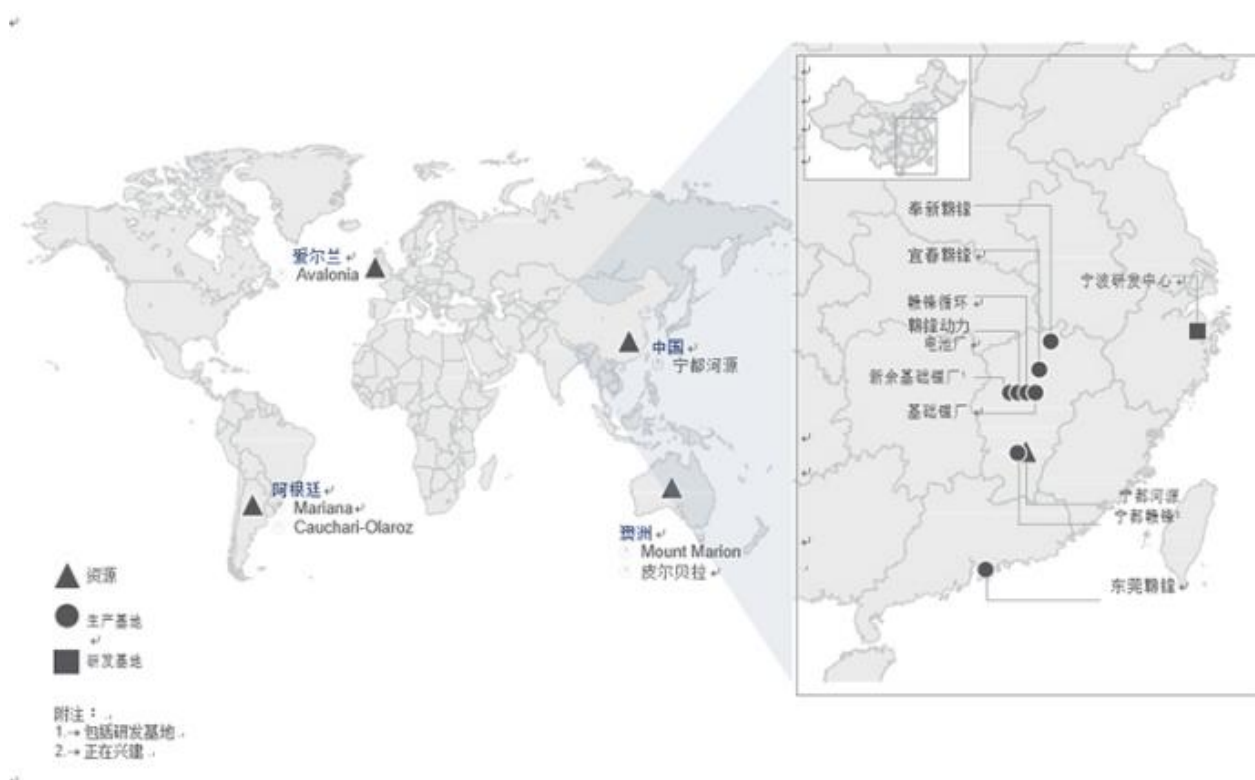 爱尔兰
Avalonia
中国
宁都河源
阿根廷
Mariana
Cauchari-Olaroz
澳洲
Mount Marion
皮尔贝拉
资源
生产基地
研发基地
附注：
1.→ 包括研发基地
2.→ 正在兴建
奉新赣锋
宜春赣锋
宁波研发中心
赣锋循环
赣锋动力
电池厂
新余基础锂厂¹
基础锂厂
宁都河源
宁都赣锋
东莞赣锋